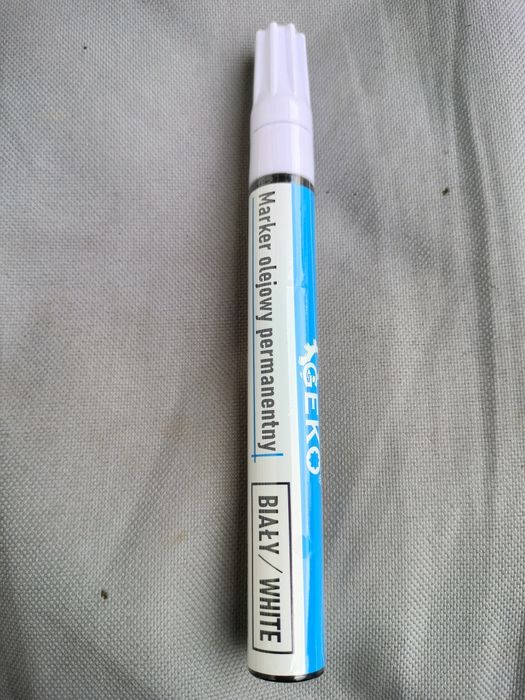 GEKO
Marker olejowy permanentny
BIAŁY / WHITE